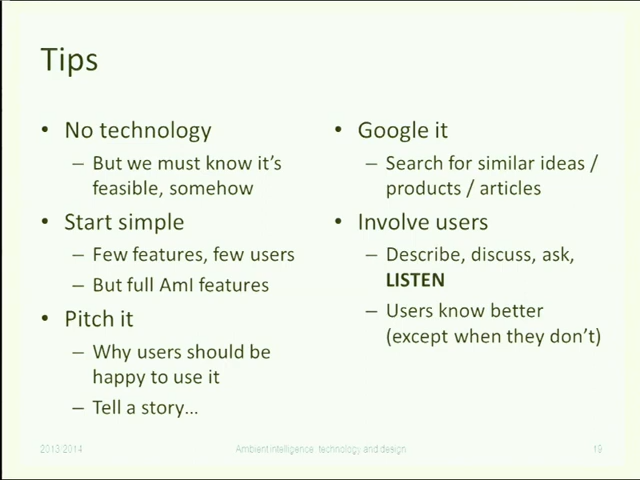 Tips
• No technology
– But we must know it's
feasible, somehow
• Start simple
– Few features, few users
– But full AmI features
• Pitch it
– Why users should be
happy to use it
– Tell a story…
• Google it
– Search for similar ideas /
products / articles
• Involve users
– Describe, discuss, ask,
LISTEN
– Users know better
(except when they don't)
2013/2014
Ambient intelligence: technology and design
19